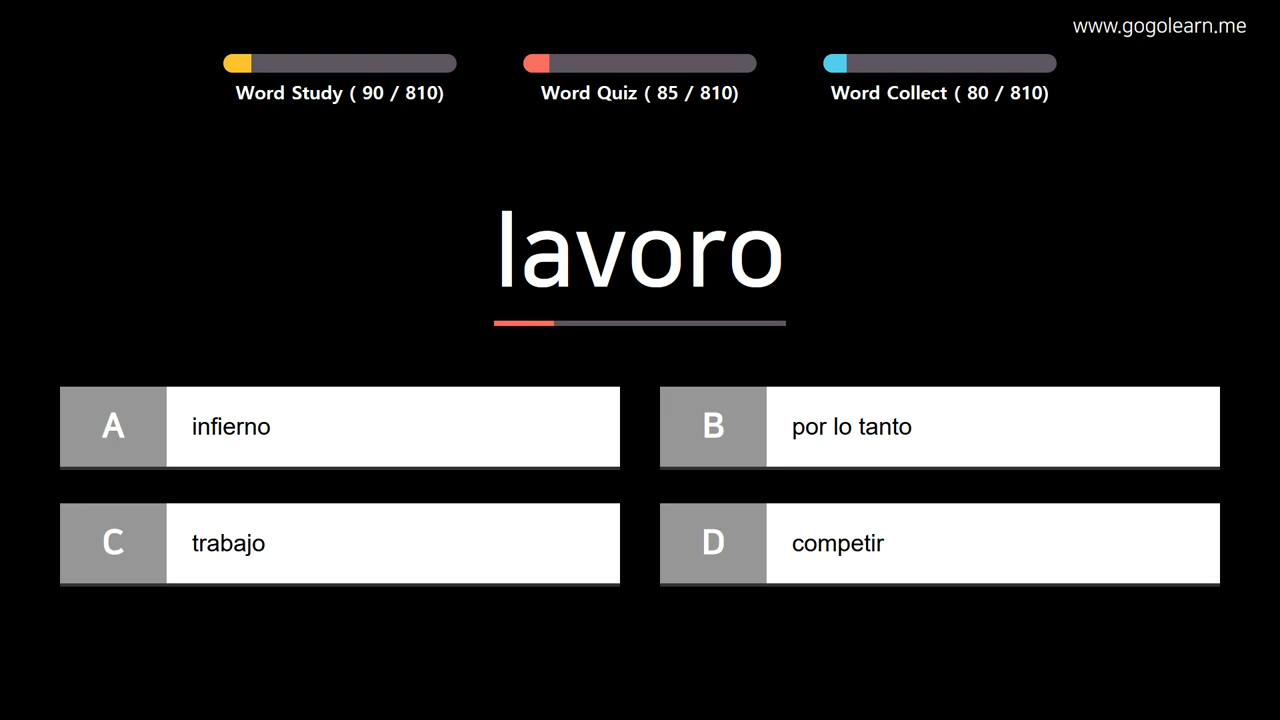 www.gogolearn.me
Word Study ( 90 / 810)
Word Quiz ( 85 / 810)
Word Collect ( 80 / 810)
lavoro
A infierno
B por lo tanto
C trabajo
D competir